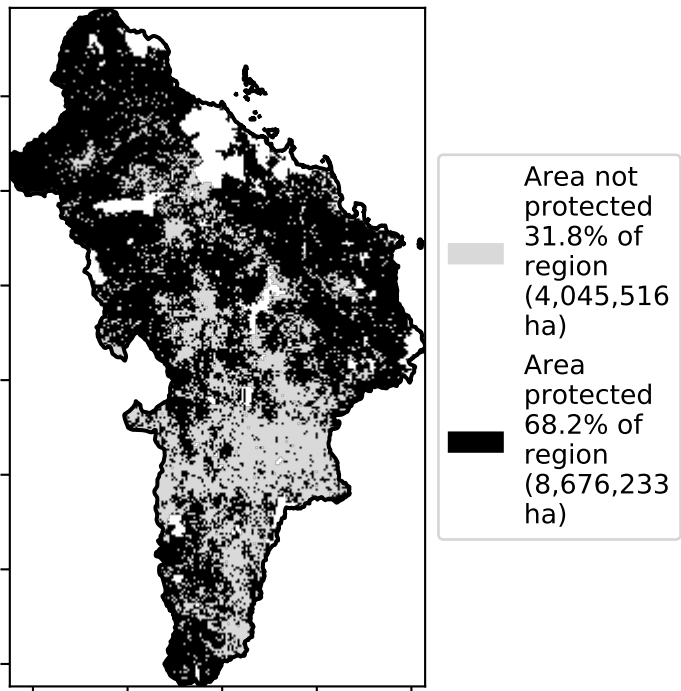 Area not
protected
31.8% of
region
(4,045,516
ha)
Area
protected
68.2% of
region
(8,676,233
ha)